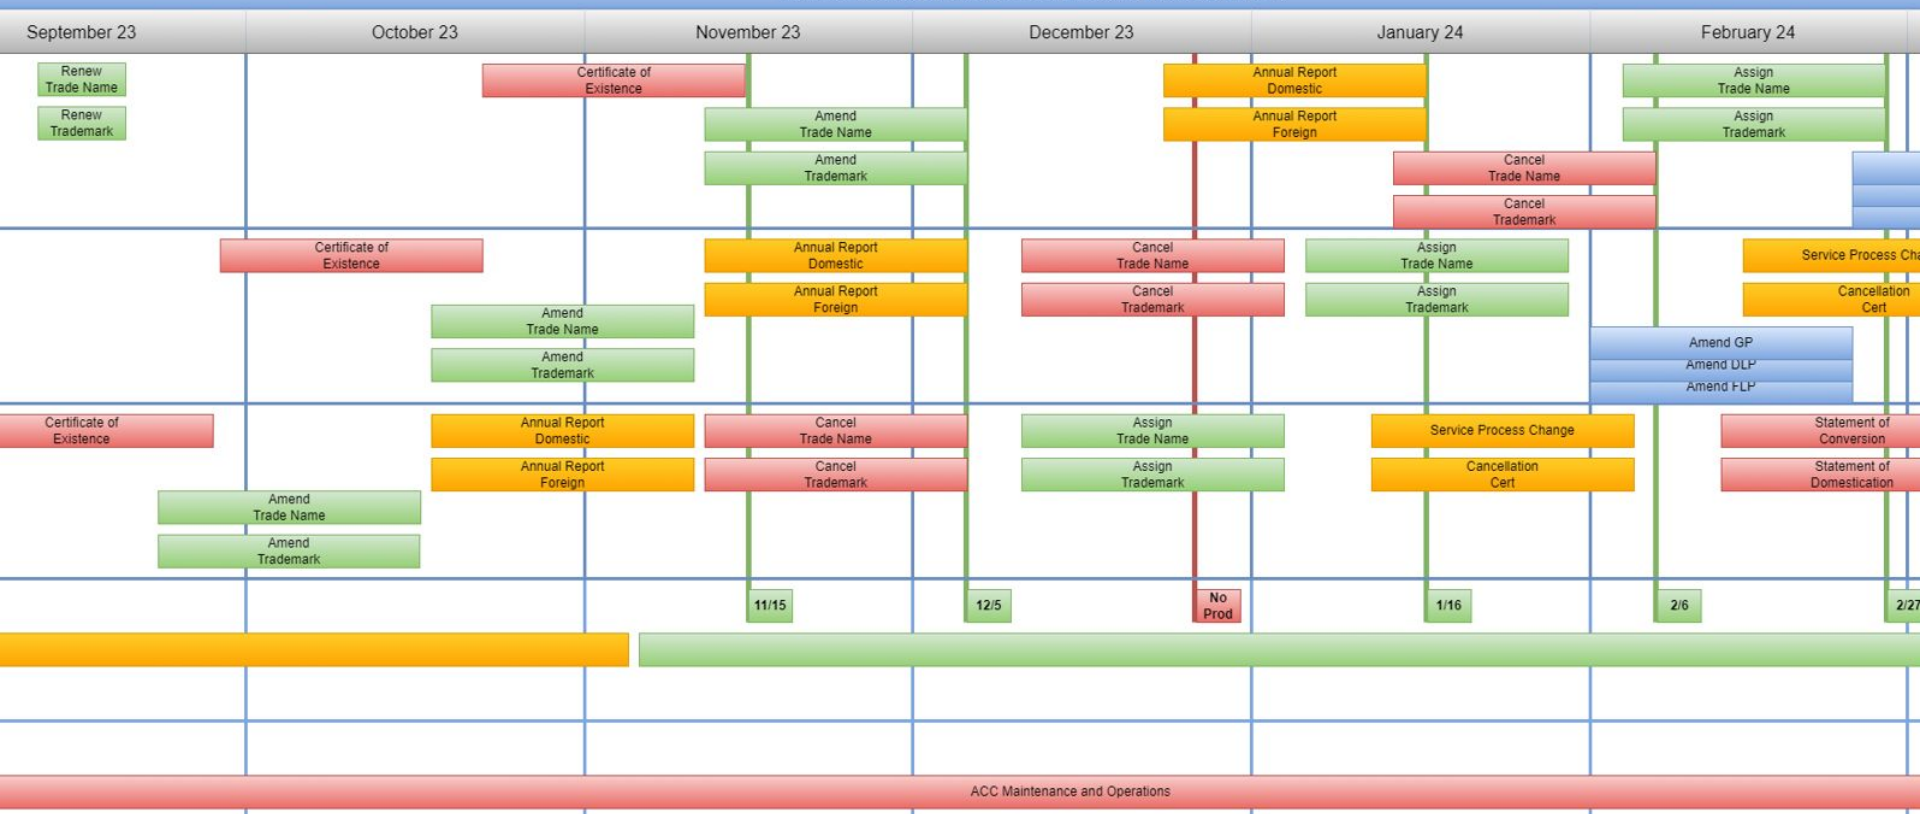 September 23
October 23
November 23
December 23
January 24
February 24
Renew
Trade Name
Renew
Trademark
Certificate of
Existence
Amend
Trade Name
Amend
Trademark
Annual Report
Domestic
Annual Report
Foreign
Cancel
Trade Name
Cancel
Trademark
Assign
Trade Name
Assign
Trademark
Certificate of
Existence
Amend
Trade Name
Amend
Trademark
Annual Report
Domestic
Annual Report
Foreign
Cancel
Trade Name
Cancel
Trademark
Assign
Trade Name
Assign
Trademark
Service Process Cha
Cancellation
Cert
Amend GP
Amend DLP
Amend FLP
Certificate of
Existence
Amend
Trade Name
Amend
Trademark
Annual Report
Domestic
Annual Report
Foreign
Cancel
Trade Name
Cancel
Trademark
Assign
Trade Name
Assign
Trademark
Service Process Change
Cancellation
Cert
Statement of
Conversion
Statement of
Domestication
11/15
12/5
No
Prod
1/16
2/6
2/27
ACC Maintenance and Operations